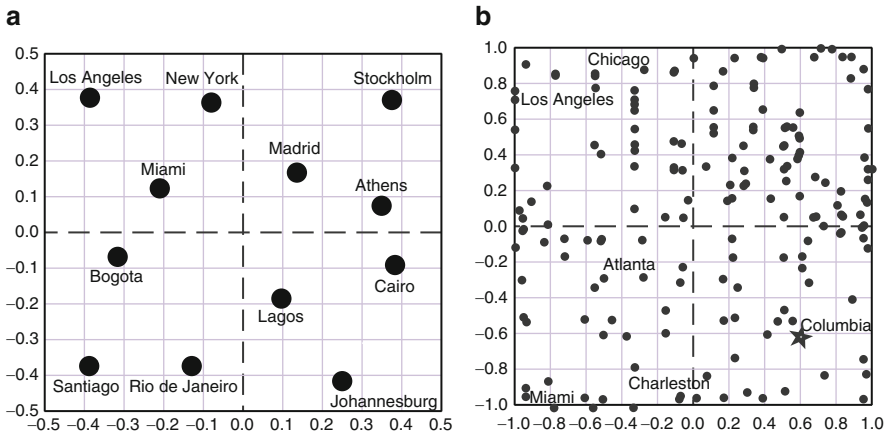 a
0.5
0.4
0.3
0.2
0.1
0.0
–0.1
–0.2
–0.3
–0.4
–0.5
Los Angeles New York Stockholm
Madrid
Miami
Athens
Bogota
Cairo
Lagos
Santiago Rio de Janeiro
Johannesburg
–0.5 –0.4 –0.3 –0.2 –0.1 0.0 0.1 0.2 0.3 0.4 0.5
b
1.0
0.8
0.6
0.4
0.2
0.0
–0.2
–0.4
–0.6
–0.8
–1.0
Chicago
Los Angeles
Atlanta
Columbia
Charleston
Miami
–1.0 –0.8 –0.6 –0.4 –0.2 0.0 0.2 0.4 0.6 0.8 1.0